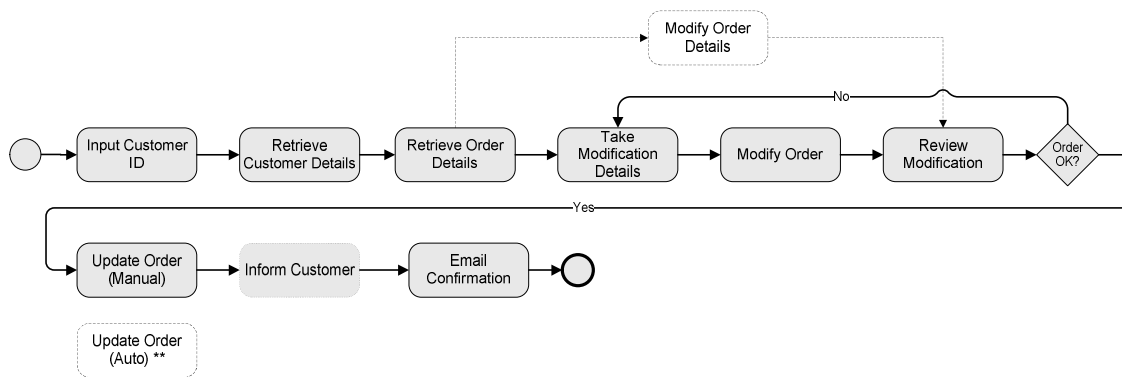 Modify Order
Details
No
Input Customer
ID
Retrieve
Customer Details
Retrieve Order
Details
Take
Modification
Details
Modify Order
Review
Modification
Order
OK?
Yes
Update Order
(Manual)
Inform Customer
Email
Confirmation
Update Order
(Auto) **